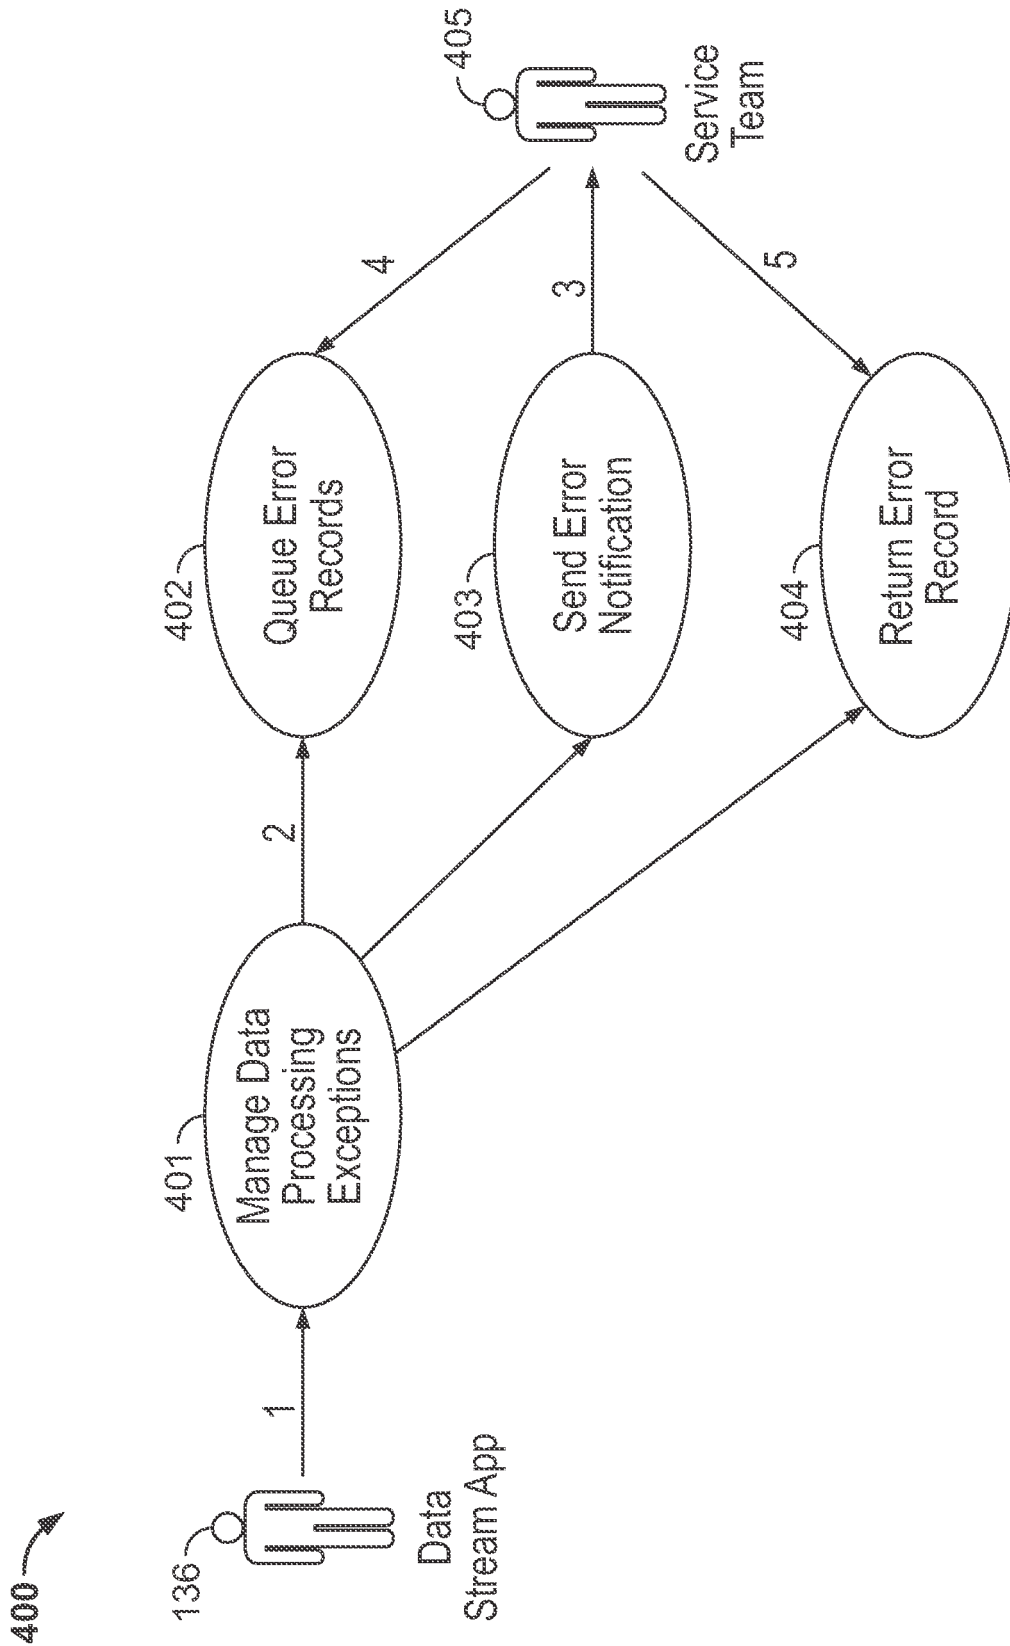 400
136
Data
Stream App
1
401
Manage Data
Processing
Exceptions
2
402
Queue Error
Records
403
Send Error
Notification
404
Return Error
Record
4
3
5
405
Service
Team